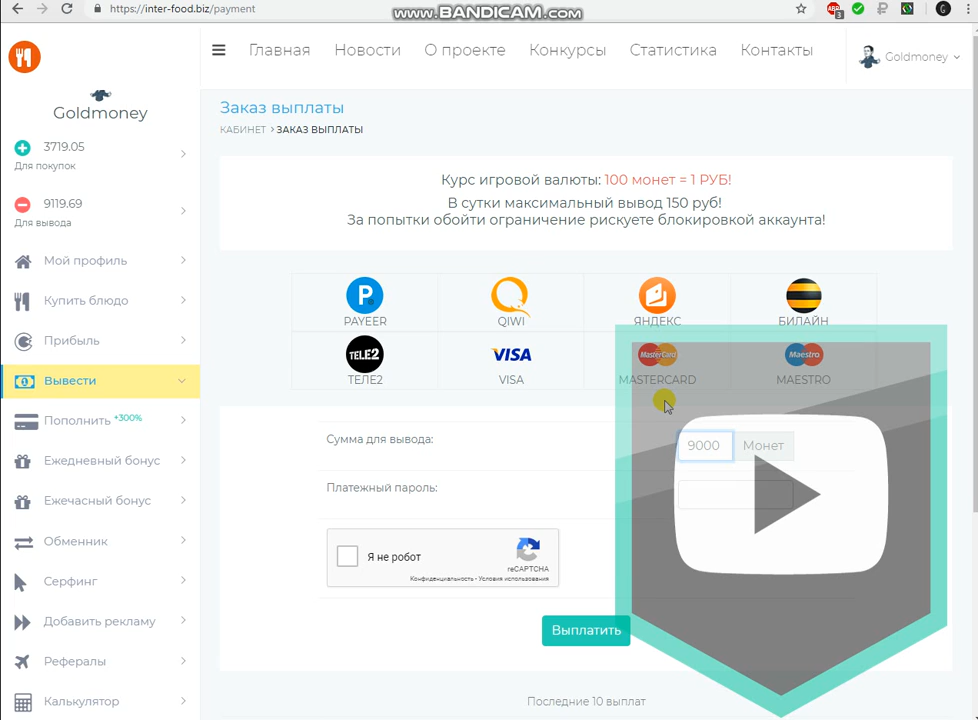 https://inter-food.biz/payment
www.BANDICAM.com
ABP
3
G
Главная
Новости
О проекте
Конкурсы
Статистика
Контакты
Goldmoney
Goldmoney
3719.05
Для покупок
9119.69
Для вывода
Мой профиль
Купить блюдо
Прибыль
Вывести
Пополнить +300%
Ежедневный бонус
Ежечасный бонус
Обменник
Серфинг
Добавить рекламу
Рефералы
Калькулятор
Заказ выплаты
КАБИНЕТ > ЗАКАЗ ВЫПЛАТЫ
Курс игровой валюты: 100 монет = 1 РУБ!
В сутки максимальный вывод 150 руб!
За попытки обойти ограничение рискуете блокировкой аккаунта!
P
PAYEER
QIWI
ЯНДЕКС
БИЛАЙН
TELE2
ТЕЛЕ2
VISA
VISA
MasterCard
MASTERCARD
Maestro
MAESTRO
Сумма для вывода:
9000
Монет
Платежный пароль:
Я не робот
reCAPTCHA
Конфиденциальность - Условия использования
Выплатить
Последние 10 выплат